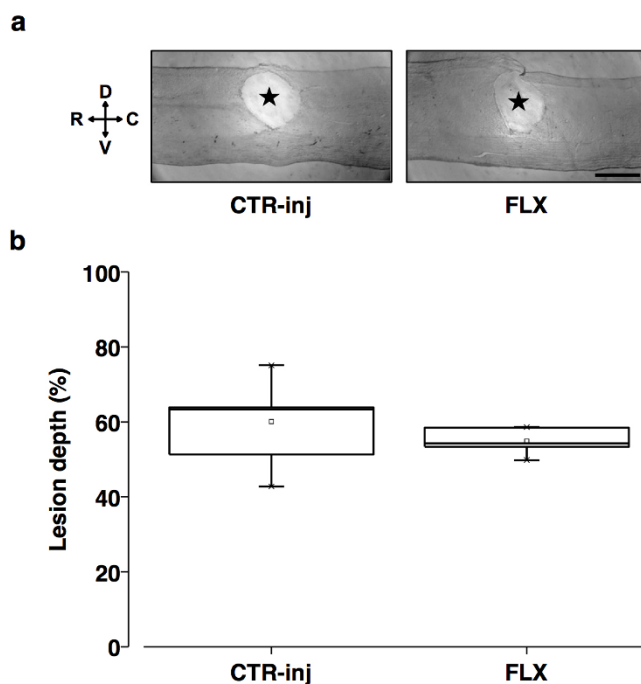 a
D
R C
V
CTR-inj FLX
b
100
80
60
40
20
0
Lesion depth (%)
CTR-inj FLX